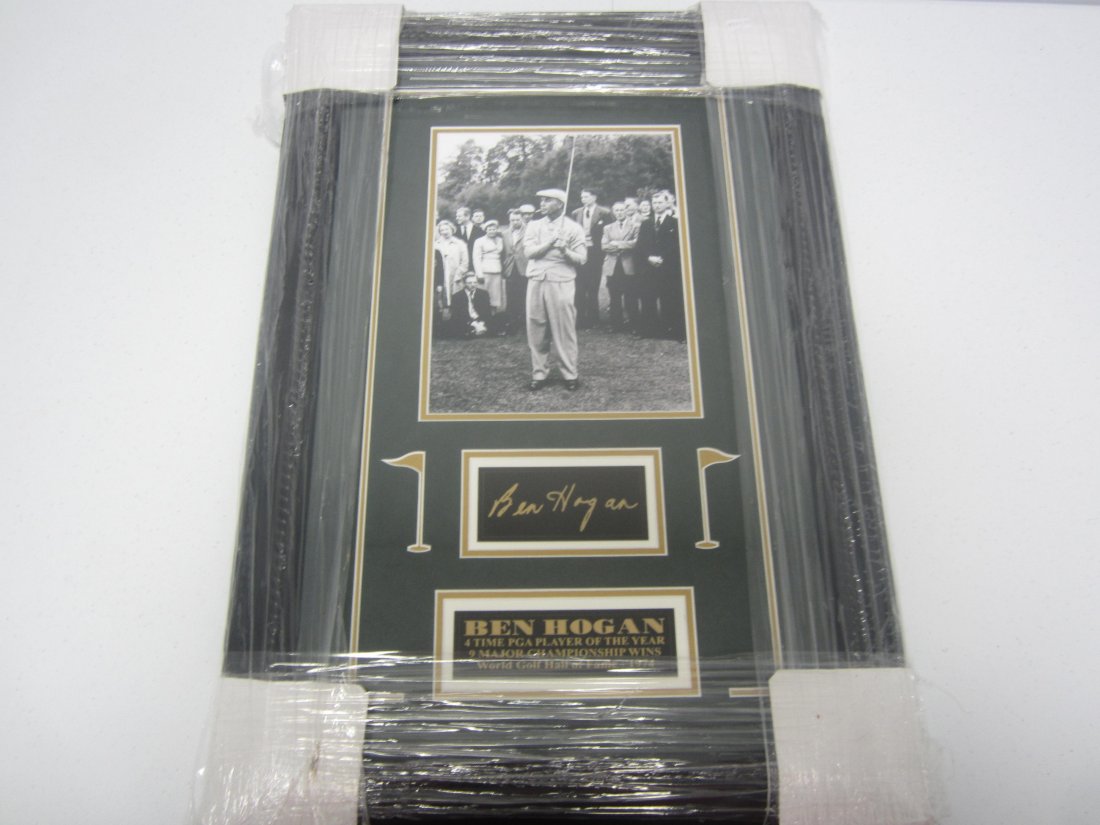 Ben Hogan
BEN HOGAN
4 TIME PGA PLAYER OF THE YEAR
9 MAJOR CHAMPIONSHIP WINS
World Golf Hall of Fame 1974